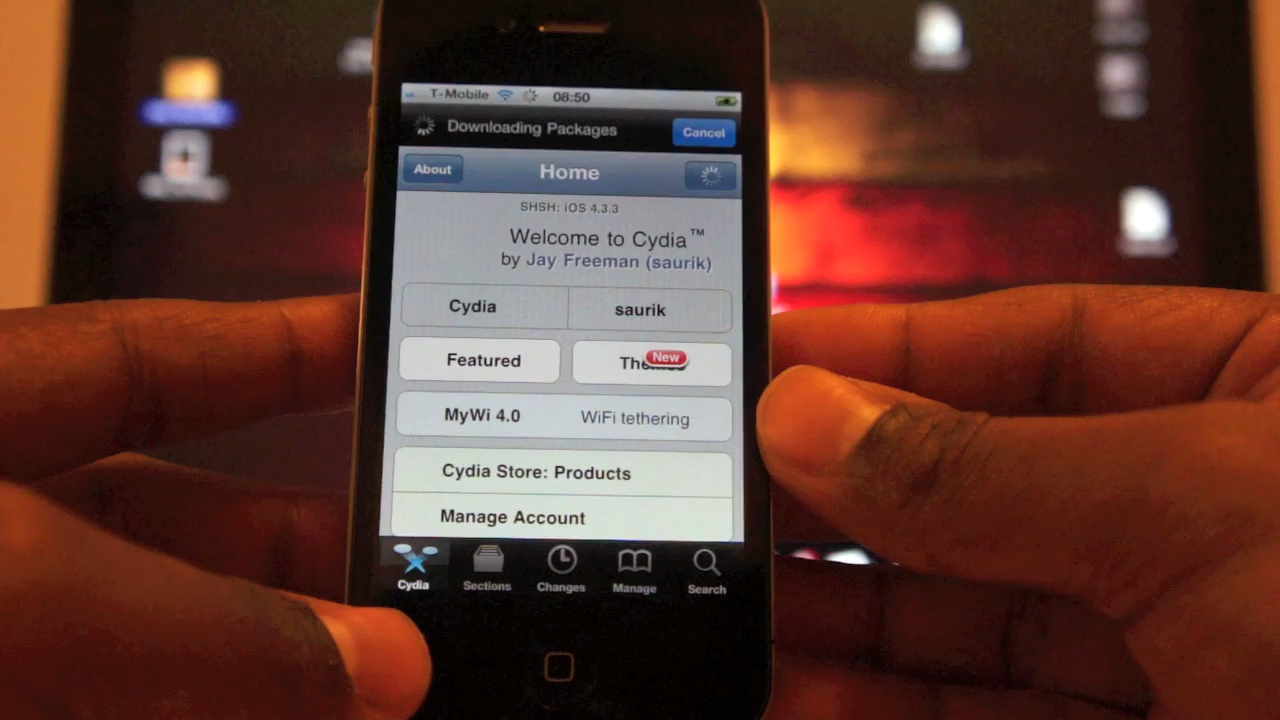 T-Mobile 08:50
Downloading Packages Cancel
About Home
SHSH: iOS 4.3.3
Welcome to Cydia™
by Jay Freeman (saurik)
Cydia saurik
Featured New
MyWi 4.0 WiFi tethering
Cydia Store: Products
Manage Account
Cydia Sections Changes Manage Search